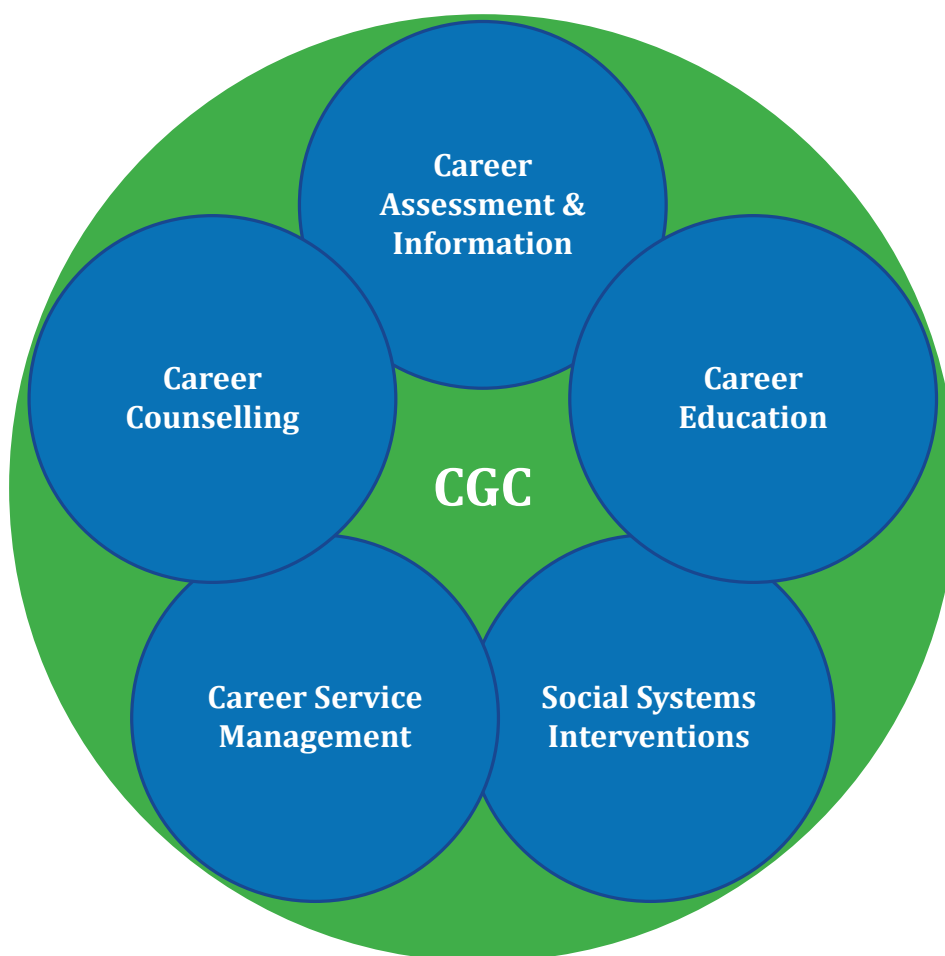 Career
Assessment &
Information
Career
Counselling
Career
Education
CGC
Career Service
Management
Social Systems
Interventions